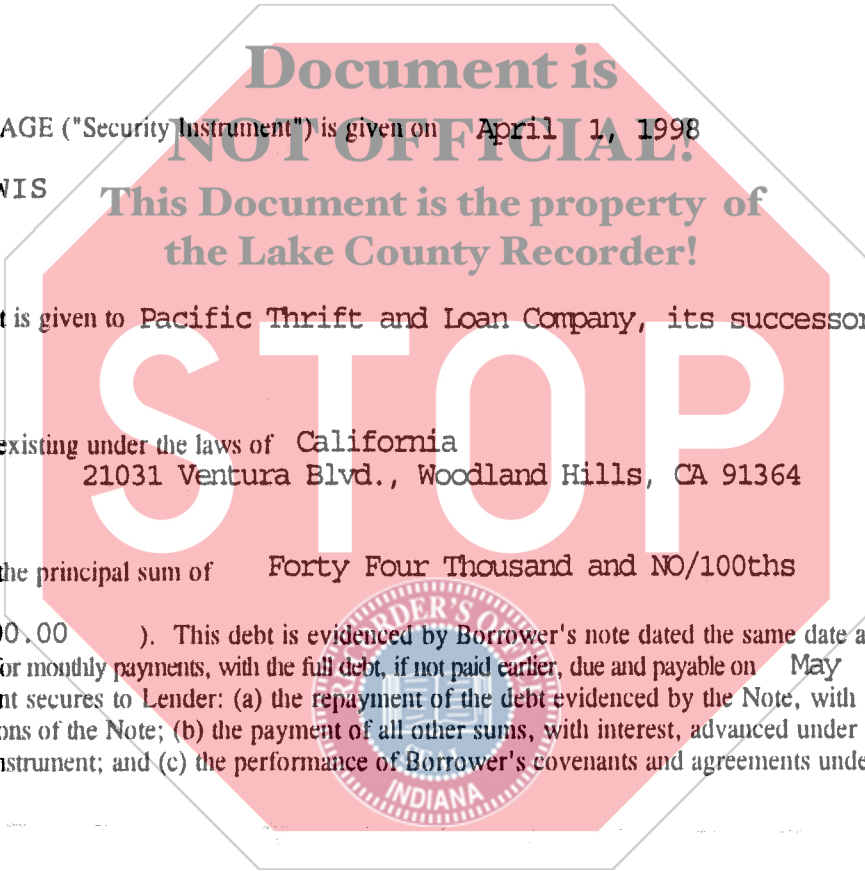 Document is
AGE ("Security Instrument") is given on April 1, 1998
NOT OFFICIAL!
WIS
This Document is the property of
the Lake County Recorder!
t is given to Pacific Thrift and Loan Company, its successor
STOP
existing under the laws of California
21031 Ventura Blvd., Woodland Hills, CA 91364
the principal sum of Forty Four Thousand and NO/100ths
0.00 ). This debt is evidenced by Borrower's note dated the same date a
or monthly payments, with the full debt, if not paid earlier, due and payable on May
nt secures to Lender: (a) the repayment of the debt evidenced by the Note, with
ons of the Note; (b) the payment of all other sums, with interest, advanced under
nstrument; and (c) the performance of Borrower's covenants and agreements unde
RECORDER'S OFFICE
SEAL
INDIANA